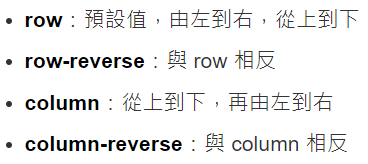 row：預設值，由左到右，從上到下
row-reverse：與 row 相反
column：從上到下，再由左到右
column-reverse：與 column 相反